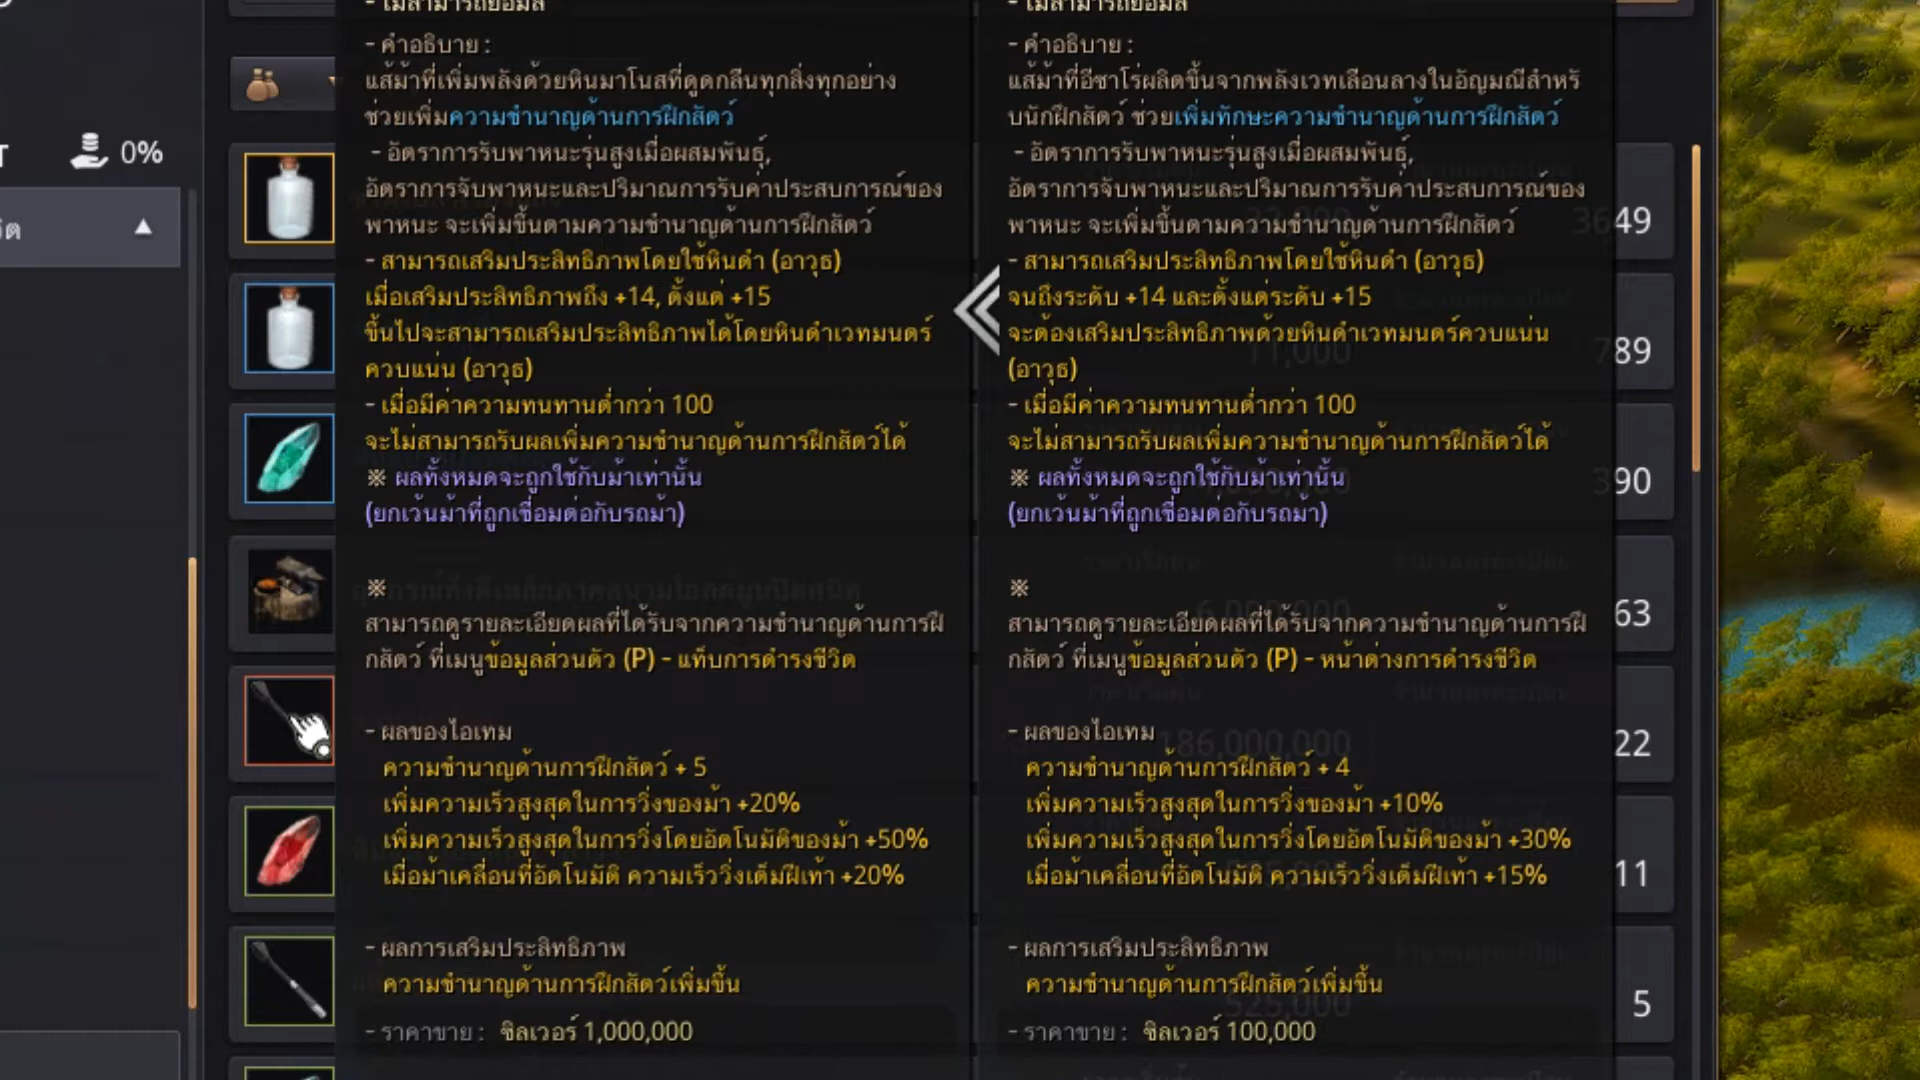 0%
- ไม่สามารถย้อมสี
- คำอธิบาย :
แส้ม้าที่เพิ่มพลังด้วยหินมาโนสที่ดูดกลืนทุกสิ่งทุกอย่าง
ช่วยเพิ่มความชำนาญด้านการฝึกสัตว์
- อัตราการรับพาหนะรุ่นสูงเมื่อผสมพันธุ์,
อัตราการจับพาหนะและปริมาณการรับค่าประสบการณ์ของ
พาหนะ จะเพิ่มขึ้นตามความชำนาญด้านการฝึกสัตว์
- สามารถเสริมประสิทธิภาพโดยใช้หินดำ (อาวุธ)
เมื่อเสริมประสิทธิภาพถึง +14, ตั้งแต่ +15
ขึ้นไปจะสามารถเสริมประสิทธิภาพได้โดยหินดำเวทมนตร์
ควบแน่น (อาวุธ)
- เมื่อมีค่าความทนทานต่ำกว่า 100
จะไม่สามารถรับผลเพิ่มความชำนาญด้านการฝึกสัตว์ได้
※ ผลทั้งหมดจะถูกใช้กับม้าเท่านั้น
(ยกเว้นม้าที่ถูกเชื่อมต่อกับรถม้า)
※
สามารถดูรายละเอียดผลที่ได้รับจากความชำนาญด้านการฝึ
กสัตว์ ที่เมนูข้อมูลส่วนตัว (P) - แท็บการดำรงชีวิต
- ผลของไอเทม
ความชำนาญด้านการฝึกสัตว์ + 5
เพิ่มความเร็วสูงสุดในการวิ่งของม้า +20%
เพิ่มความเร็วสูงสุดในการวิ่งโดยอัตโนมัติของม้า +50%
เมื่อม้าเคลื่อนที่อัตโนมัติ ความเร็ววิ่งเต็มฝีเท้า +20%
- ผลการเสริมประสิทธิภาพ
ความชำนาญด้านการฝึกสัตว์เพิ่มขึ้น
- ราคาขาย : ซิลเวอร์ 1,000,000
- ไม่สามารถย้อมสี
- คำอธิบาย :
แส้ม้าที่อีซาโร่ผลิตขึ้นจากพลังเวทเลือนลางในอัญมณีสำหรั
บนักฝึกสัตว์ ช่วยเพิ่มทักษะความชำนาญด้านการฝึกสัตว์
- อัตราการรับพาหนะรุ่นสูงเมื่อผสมพันธุ์,
อัตราการจับพาหนะและปริมาณการรับค่าประสบการณ์ของ
พาหนะ จะเพิ่มขึ้นตามความชำนาญด้านการฝึกสัตว์
- สามารถเสริมประสิทธิภาพโดยใช้หินดำ (อาวุธ)
จนถึงระดับ +14 และตั้งแต่ระดับ +15
จะต้องเสริมประสิทธิภาพด้วยหินดำเวทมนตร์ควบแน่น
(อาวุธ)
- เมื่อมีค่าความทนทานต่ำกว่า 100
จะไม่สามารถรับผลเพิ่มความชำนาญด้านการฝึกสัตว์ได้
※ ผลทั้งหมดจะถูกใช้กับม้าเท่านั้น
(ยกเว้นม้าที่ถูกเชื่อมต่อกับรถม้า)
※
สามารถดูรายละเอียดผลที่ได้รับจากความชำนาญด้านการฝึ
กสัตว์ ที่เมนูข้อมูลส่วนตัว (P) - หน้าต่างการดำรงชีวิต
- ผลของไอเทม
ความชำนาญด้านการฝึกสัตว์ + 4
เพิ่มความเร็วสูงสุดในการวิ่งของม้า +10%
เพิ่มความเร็วสูงสุดในการวิ่งโดยอัตโนมัติของม้า +30%
เมื่อม้าเคลื่อนที่อัตโนมัติ ความเร็ววิ่งเต็มฝีเท้า +15%
- ผลการเสริมประสิทธิภาพ
ความชำนาญด้านการฝึกสัตว์เพิ่มขึ้น
- ราคาขาย : ซิลเวอร์ 100,000
3649
789
390
63
22
11
5